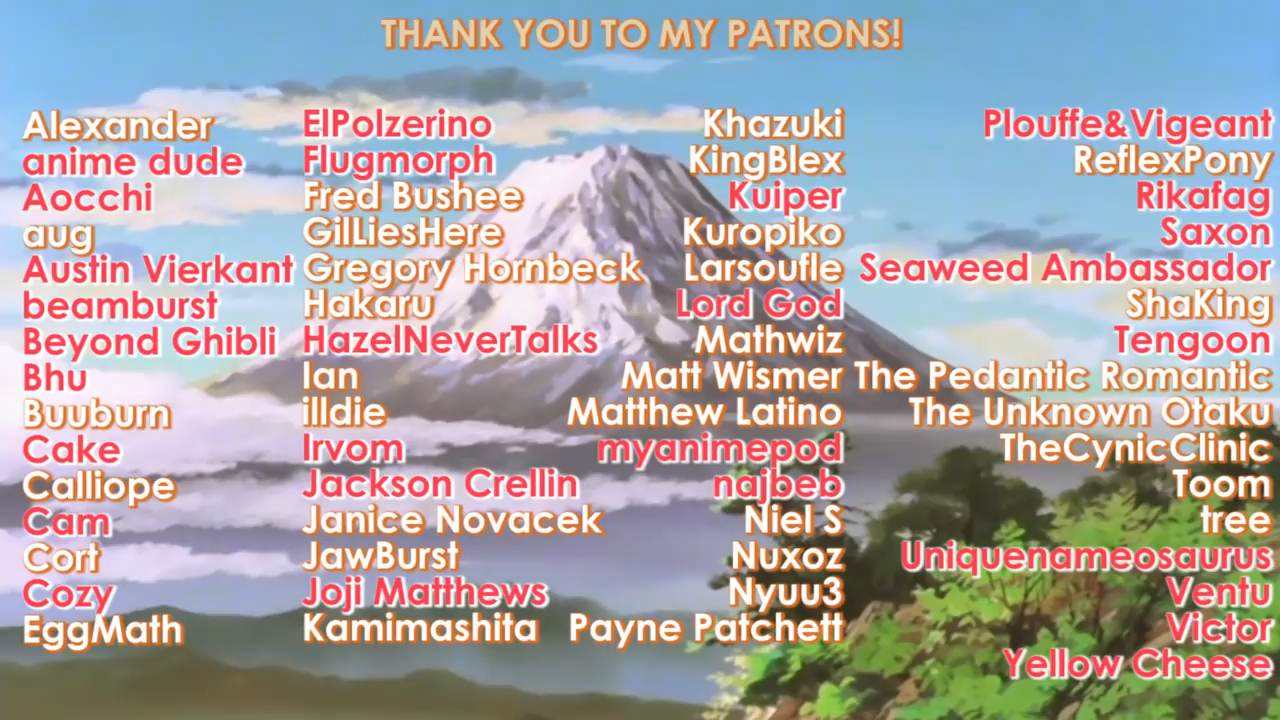 THANK YOU TO MY PATRONS!
Alexander
anime dude
Aocchi
aug
Austin Vierkant
beamburst
Beyond Ghibli
Bhu
Buuburn
Cake
Calliope
Cam
Cort
Cozy
EggMath
ElPolzerino
Flugmorph
Fred Bushee
GilLiesHere
Gregory Hornbeck
Hakaru
HazelNeverTalks
Ian
illdie
Irvom
Jackson Crellin
Janice Novacek
JawBurst
Joji Matthews
Kamimashita
Khazuki
KingBlex
Kuiper
Kuropiko
Larsoufle
Lord God
Mathwiz
Matt Wismer
Matthew Latino
myanimepod
najbeb
Niel S
Nuxoz
Nyuu3
Payne Patchett
Plouffe&Vigeant
ReflexPony
Rikafag
Saxon
Seaweed Ambassador
ShaKing
Tengoon
The Pedantic Romantic
The Unknown Otaku
TheCynicClinic
Toom
tree
Uniquenameosaurus
Ventu
Victor
Yellow Cheese